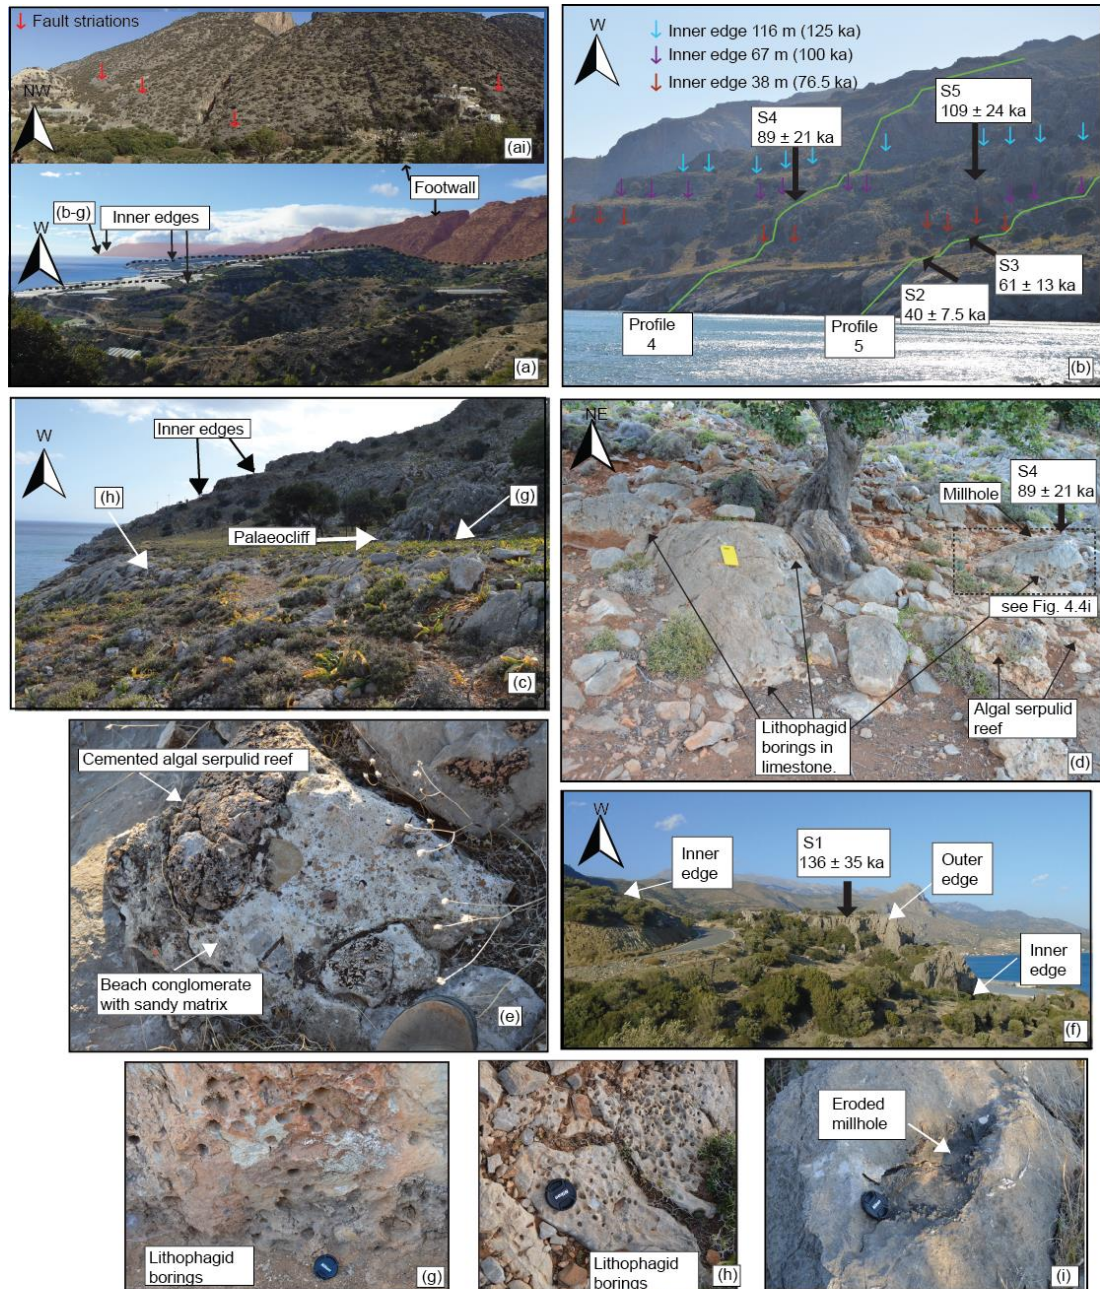 Fault striations
NW
(ai)
W
(b-g)
Inner edges
Footwall
(a)
W
Inner edge 116 m (125 ka)
Inner edge 67 m (100 ka)
Inner edge 38 m (76.5 ka)
S4
89 ± 21 ka
S5
109 ± 24 ka
S3
61 ± 13 ka
S2
40 ± 7.5 ka
Profile
4
Profile
5
(b)
W
Inner edges
(h)
(g)
Palaeocliff
(c)
NE
S4
89 ± 21 ka
Millhole
see Fig. 4.4i
Lithophagid
borings in
limestone.
Algal serpulid
reef
(d)
Cemented algal serpulid reef
Beach conglomerate
with sandy matrix
(e)
W
Inner
edge
S1
136 ± 35 ka
Outer
edge
Inner
edge
(f)
Lithophagid
borings
(g)
Nikon
Lithophagid
borings
(h)
Eroded
millhole
(i)